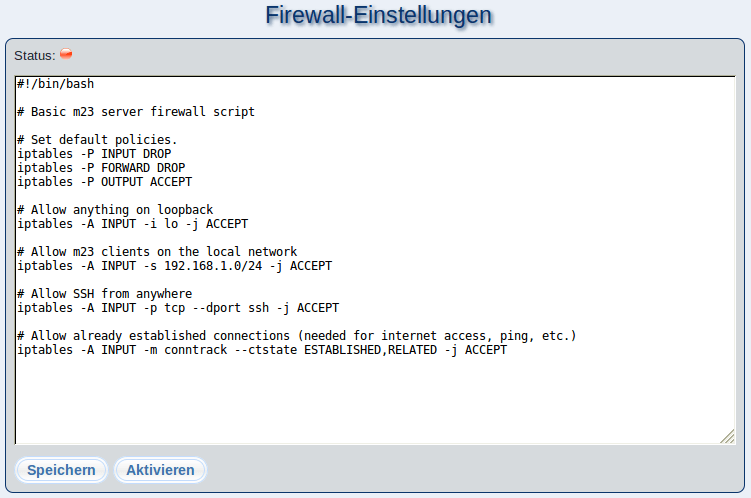 Firewall-Einstellungen
Status:
#!/bin/bash
# Basic m23 server firewall script
# Set default policies.
iptables -P INPUT DROP
iptables -P FORWARD DROP
iptables -P OUTPUT ACCEPT
# Allow anything on loopback
iptables -A INPUT -i lo -j ACCEPT
# Allow m23 clients on the local network
iptables -A INPUT -s 192.168.1.0/24 -j ACCEPT
# Allow SSH from anywhere
iptables -A INPUT -p tcp --dport ssh -j ACCEPT
# Allow already established connections (needed for internet access, ping, etc.)
iptables -A INPUT -m conntrack --ctstate ESTABLISHED,RELATED -j ACCEPT
Speichern Aktivieren